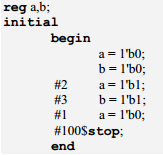 reg a,b;
initial
begin
a = 1'b0;
b = 1'b0;
#2 a = 1'b1;
#3 b = 1'b1;
#1 a = 1'b0;
#100$stop;
end